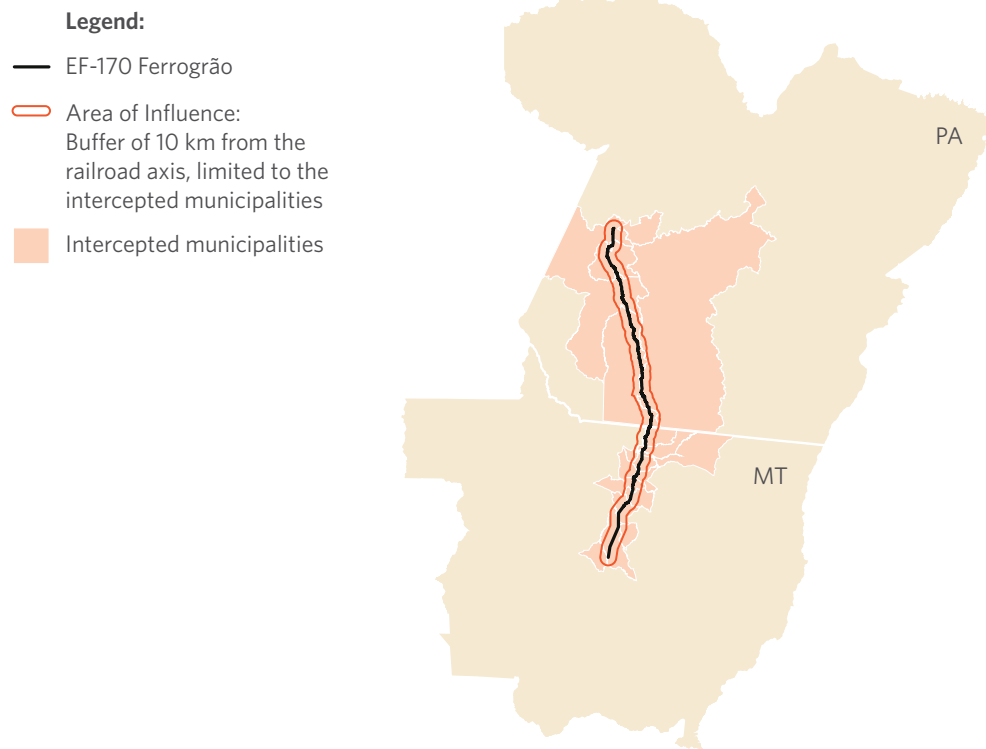 Legend:
EF-170 Ferrogrão
Area of Influence:
Buffer of 10 km from the
railroad axis, limited to the
intercepted municipalities
Intercepted municipalities
PA
MT